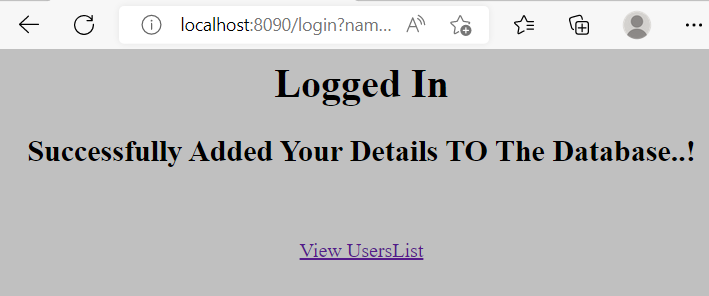 localhost:8090/login?nam...
Logged In
Successfully Added Your Details TO The Database..!
View UsersList